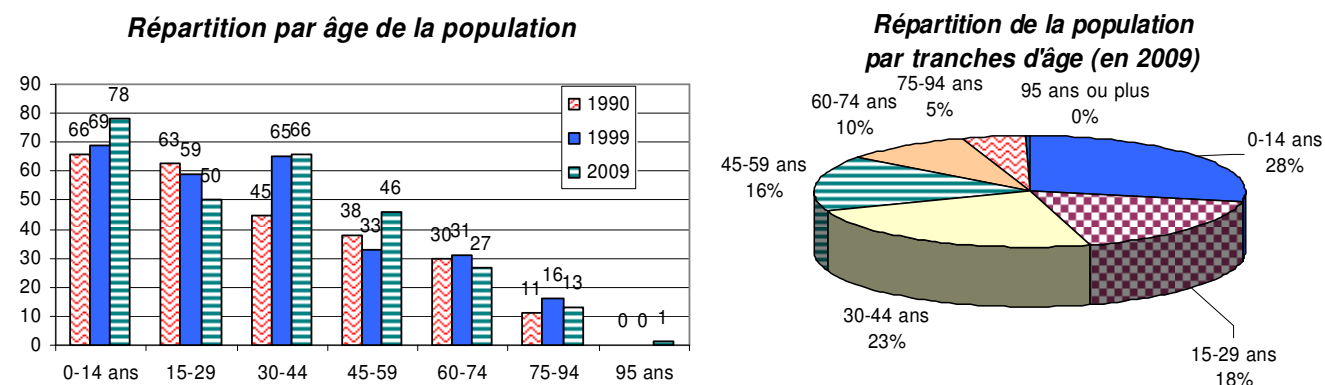 Répartition par âge de la population
90
80
70
60
50
40
30
20
10
0
66 69 78
63 59 50
45 65 66
38 33 46
30 31 27
11 16 13
0 0 1
1990
1999
2009
0-14 ans 15-29 30-44 45-59 60-74 75-94 95 ans
Répartition de la population
par tranches d'âge (en 2009)
75-94 ans
5%
95 ans ou plus
0%
60-74 ans
10%
0-14 ans
28%
45-59 ans
16%
30-44 ans
23%
15-29 ans
18%